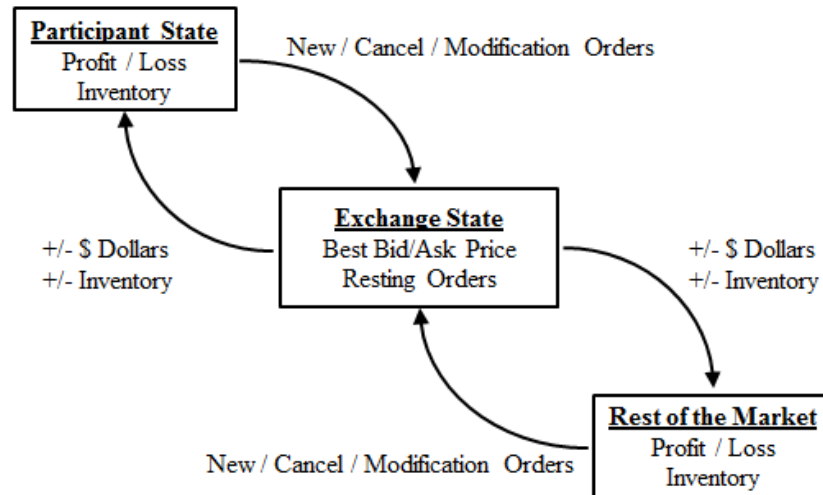 Participant State
Profit / Loss
Inventory
New / Cancel / Modification Orders
Exchange State
Best Bid/Ask Price
Resting Orders
+/- $ Dollars
+/- Inventory
+/- $ Dollars
+/- Inventory
Rest of the Market
Profit / Loss
Inventory
New / Cancel / Modification Orders